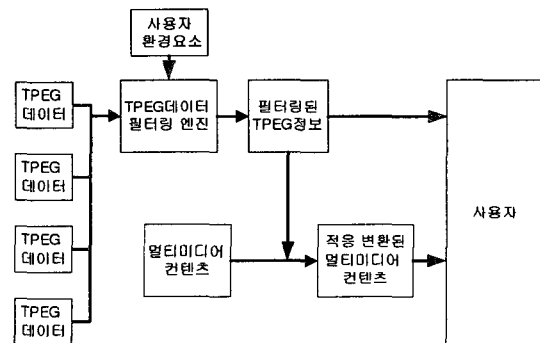 사용자
환경요소
TPEG
데이터
TPEG데이터
필터링 엔진
필터링된
TPEG정보
TPEG
데이터
사용자
TPEG
데이터
멀티미디어
컨텐츠
적응 변환된
멀티미디어
컨텐츠
TPEG
데이터